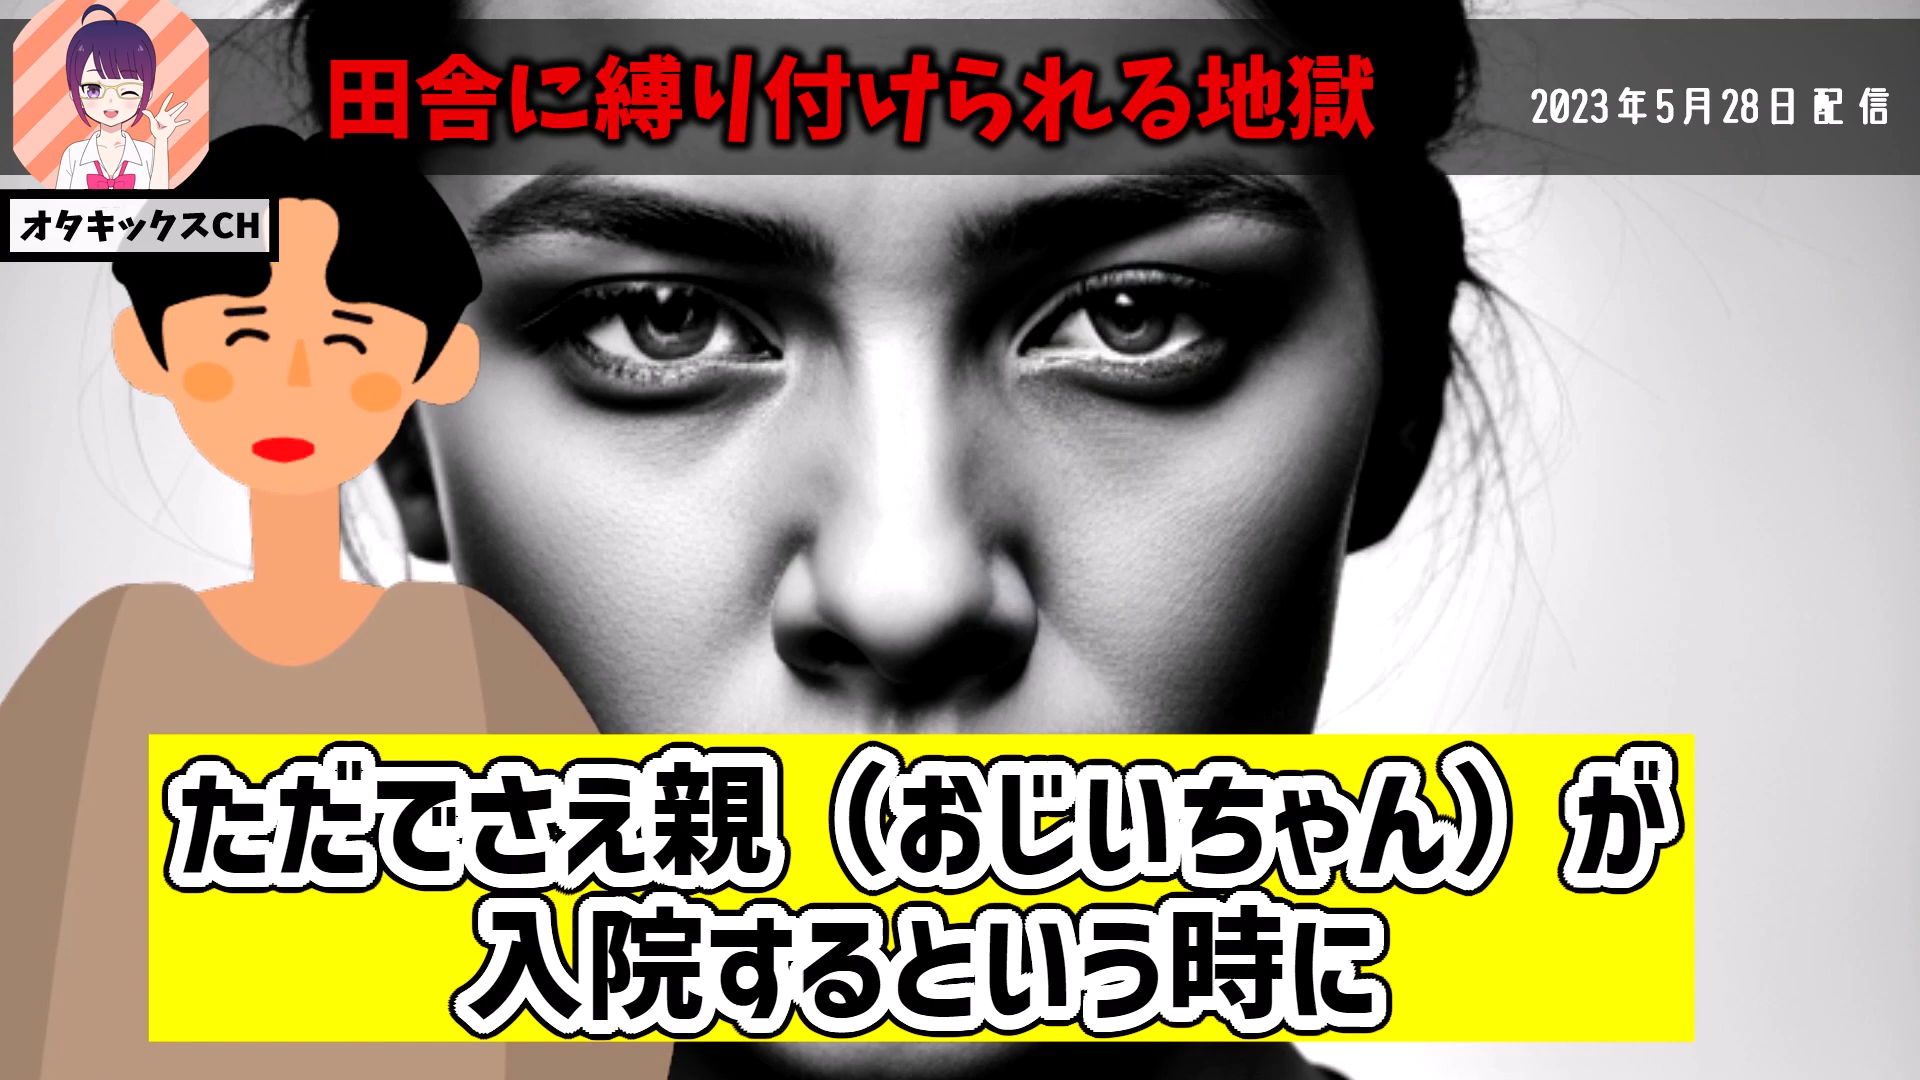 田舎に縛り付けられる地獄
2023年5月28日配信
オタキックスCH
ただでさえ親（おじいちゃん）が
入院するという時に